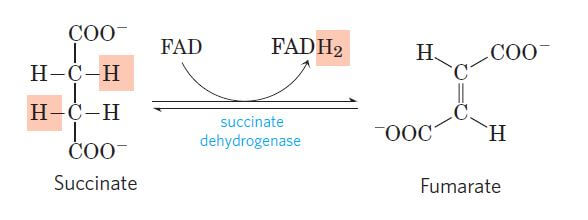 COO⁻
H–C–H
H–C–H
COO⁻
Succinate
FAD FADH₂
succinate
dehydrogenase
H COO⁻
C
C
⁻OOC H
Fumarate